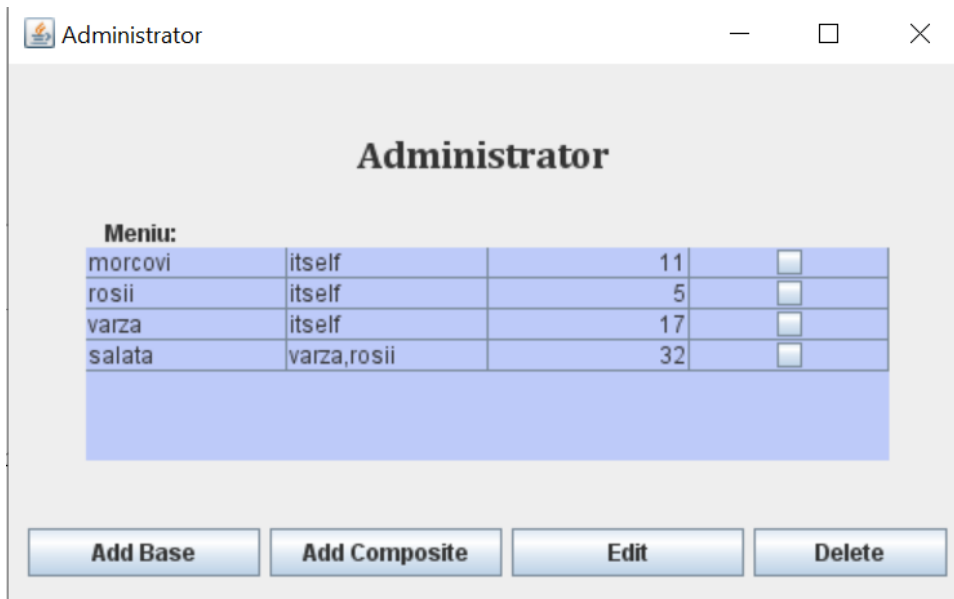 Administrator
Administrator
Meniu:
morcovi itself 11
rosii itself 5
varza itself 17
salata varza,rosii 32
Add Base Add Composite Edit Delete